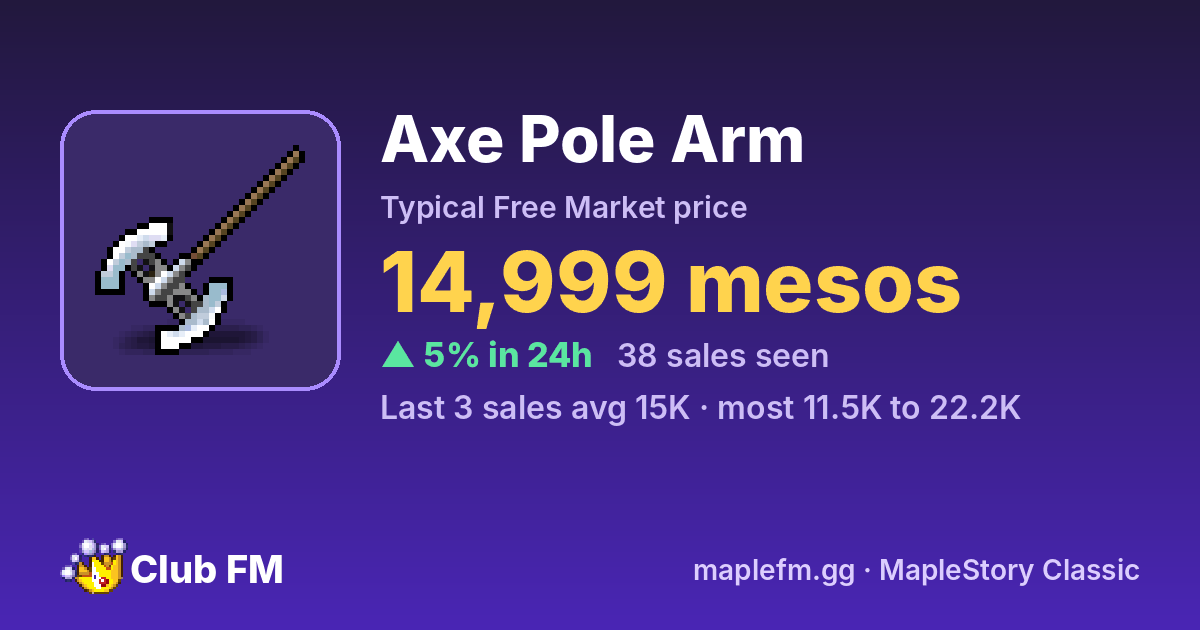 Axe Pole Arm
Typical Free Market price
14,999 mesos
▲ 5% in 24h 38 sales seen
Last 3 sales avg 15K · most 11.5K to 22.2K
Club FM
maplefm.gg · MapleStory Classic